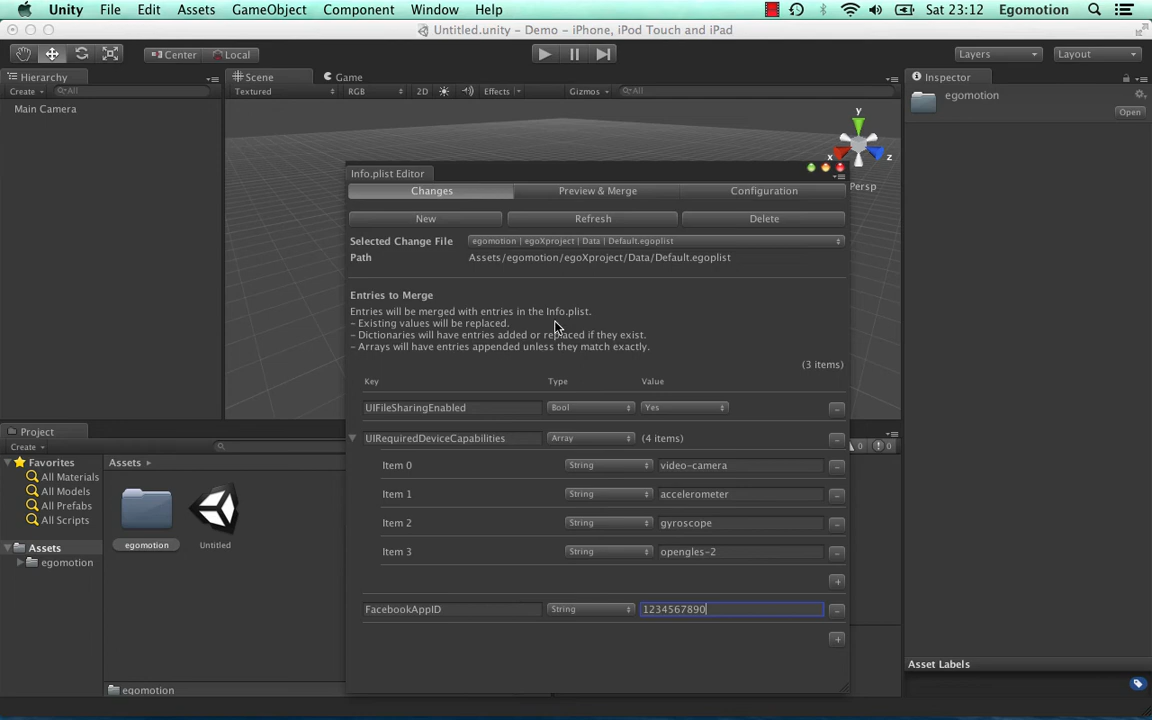 Unity File Edit Assets GameObject Component Window Help Sat 23:12 Egomotion
Untitled.unity - Demo - iPhone, iPod Touch and iPad
Center Local Layers Layout
Hierarchy Scene Game Inspector
Create All Textured RGB 2D Effects Gizmos All
egomotion
Open
Main Camera
y
x z
Persp
Info.plist Editor
Changes Preview & Merge Configuration
New Refresh Delete
Selected Change File egomotion | egoXproject | Data | Default.egoplist
Path Assets/egomotion/egoXproject/Data/Default.egoplist
Entries to Merge
Entries will be merged with entries in the Info.plist.
- Existing values will be replaced.
- Dictionaries will have entries added or replaced if they exist.
- Arrays will have entries appended unless they match exactly.
(3 items)
Key Type Value
UIFileSharingEnabled Bool Yes
UIRequiredDeviceCapabilities Array (4 items)
Item 0 String video-camera
Item 1 String accelerometer
Item 2 String gyroscope
Item 3 String opengles-2
FacebookAppID String 1234567890
Project
Create
0 0
Favorites
All Materials
All Models
All Prefabs
All Scripts
Assets
egomotion
Assets
egomotion Untitled
egomotion
Asset Labels